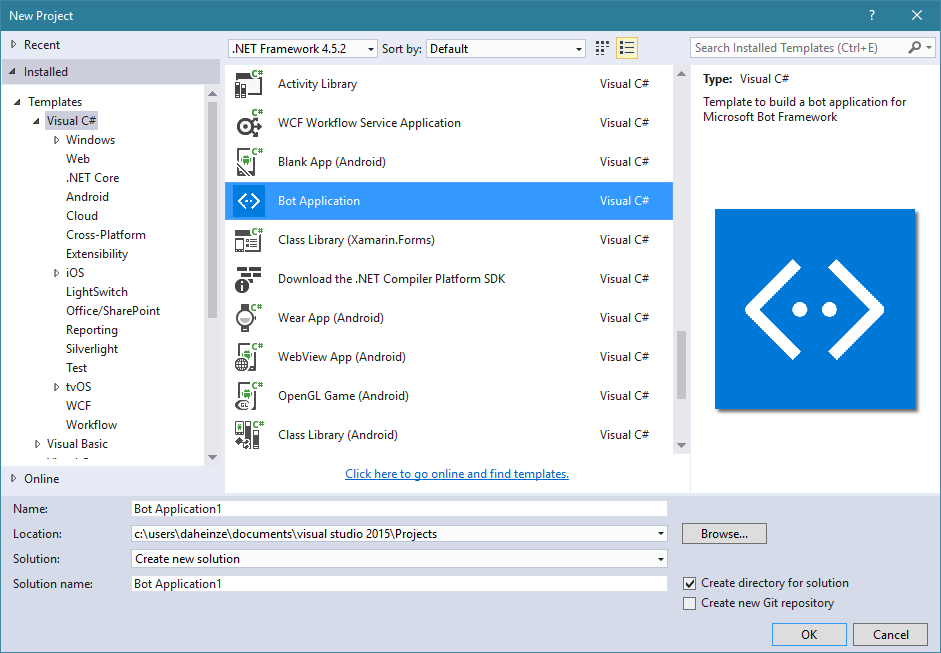 New Project
?
Recent
.NET Framework 4.5.2
Sort by:
Default
Search Installed Templates (Ctrl+E)
Installed
Templates
Visual C#
Windows
Web
.NET Core
Android
Cloud
Cross-Platform
Extensibility
iOS
LightSwitch
Office/SharePoint
Reporting
Silverlight
Test
tvOS
WCF
Workflow
Visual Basic
Online
Activity Library Visual C#
WCF Workflow Service Application Visual C#
Blank App (Android) Visual C#
Bot Application Visual C#
Class Library (Xamarin.Forms) Visual C#
Download the .NET Compiler Platform SDK Visual C#
Wear App (Android) Visual C#
WebView App (Android) Visual C#
OpenGL Game (Android) Visual C#
Class Library (Android) Visual C#
Click here to go online and find templates.
Type: Visual C#
Template to build a bot application for
Microsoft Bot Framework
Name: Bot Application1
Location: c:\users\daheinze\documents\visual studio 2015\Projects
Browse...
Solution: Create new solution
Solution name: Bot Application1
Create directory for solution
Create new Git repository
OK
Cancel